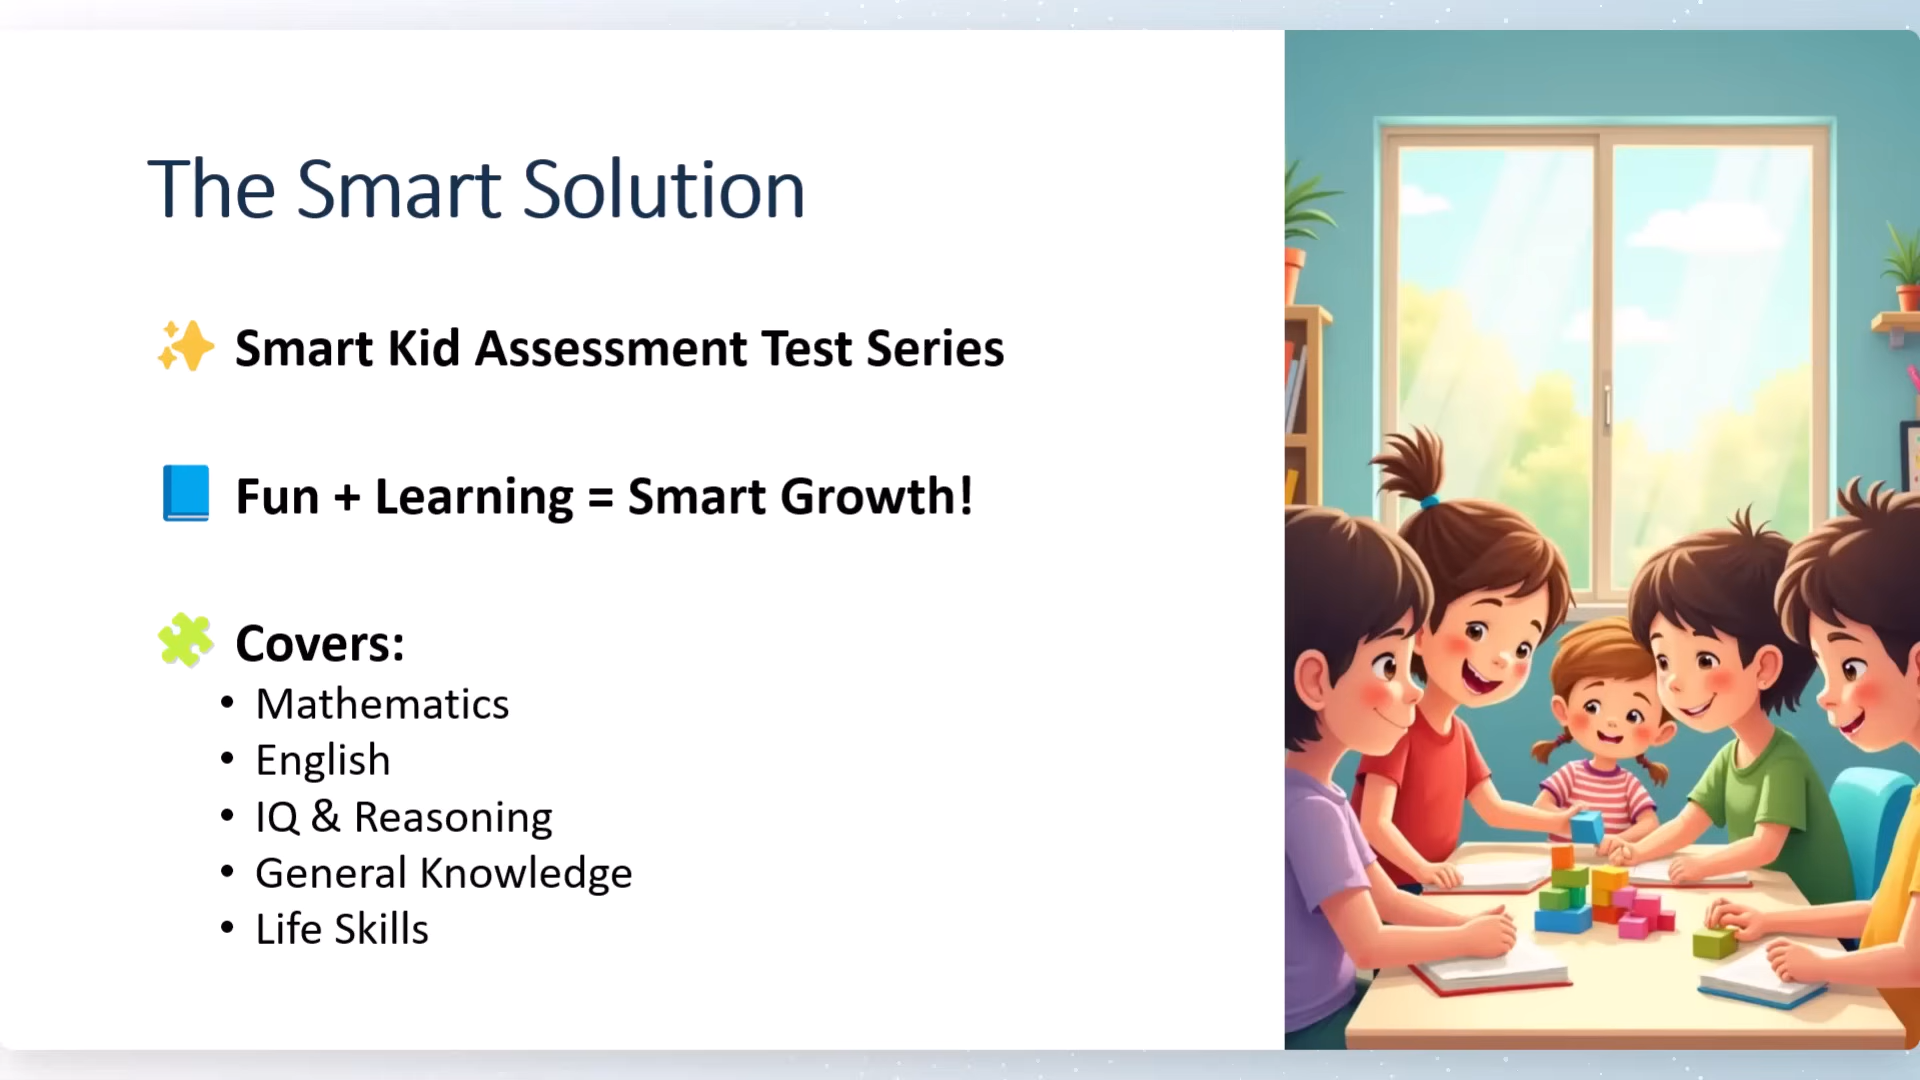 The Smart Solution
✨ Smart Kid Assessment Test Series
📘 Fun + Learning = Smart Growth!
🧩 Covers:
• Mathematics
• English
• IQ & Reasoning
• General Knowledge
• Life Skills